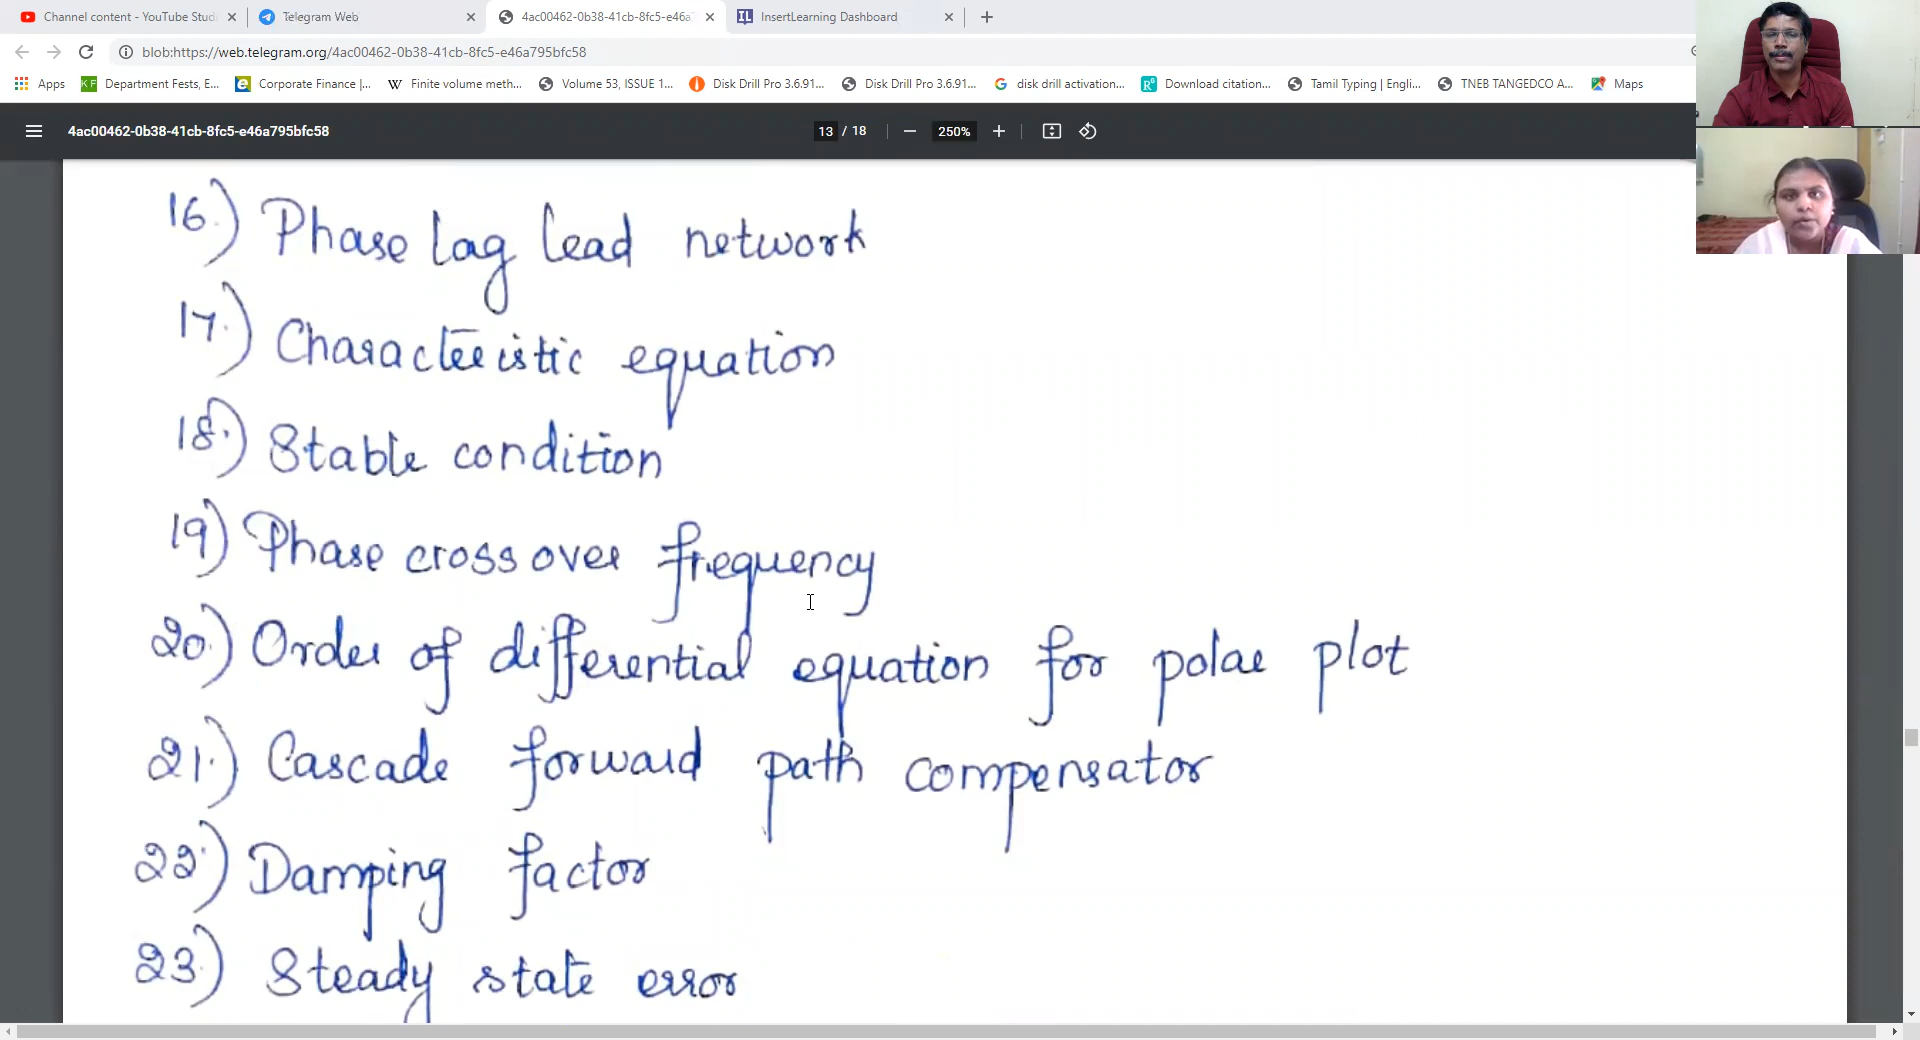 Channel content - YouTube Stud
Telegram Web
4ac00462-0b38-41cb-8fc5-e46a7
InsertLearning Dashboard
blob:https://web.telegram.org/4ac00462-0b38-41cb-8fc5-e46a795bfc58
Apps
Department Fests, E...
Corporate Finance |...
Finite volume meth...
Volume 53, ISSUE 1...
Disk Drill Pro 3.6.91...
Disk Drill Pro 3.6.91...
disk drill activation...
Download citation...
Tamil Typing | Engli...
TNEB TANGEDCO A...
Maps
4ac00462-0b38-41cb-8fc5-e46a795bfc58
13 / 18
250%
16.) Phase lag lead network
17.) Characteristic equation
18.) Stable condition
19) Phase cross over frequency
20.) Order of differential equation for polar plot
21.) Cascade forward path compensator
22.) Damping factor
23.) Steady state error